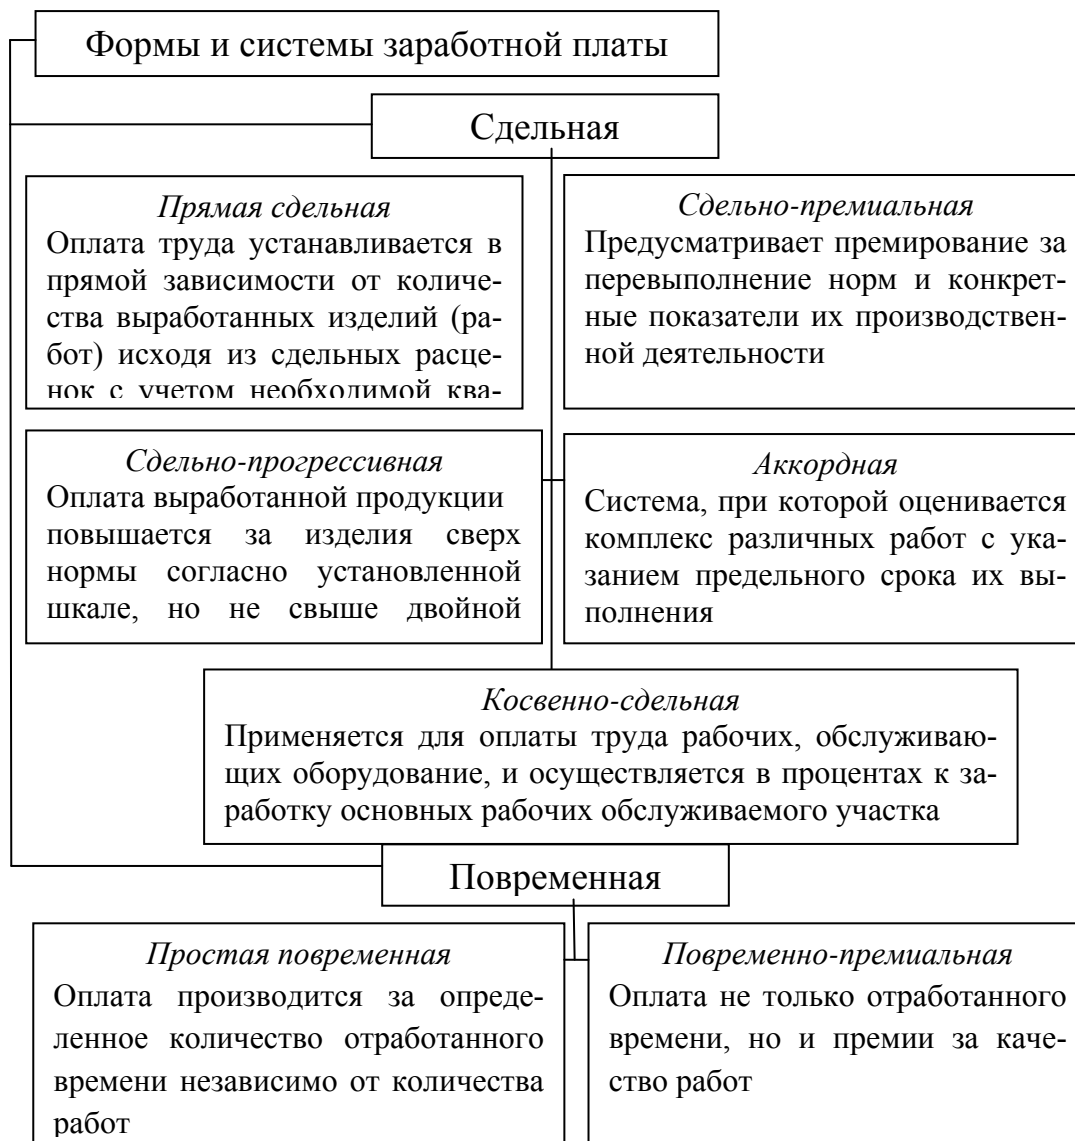 Формы и системы заработной платы
Сдельная
Прямая сдельная
Оплата труда устанавливается в
прямой зависимости от количе-
ства выработанных изделий (ра-
бот) исходя из сдельных расце-
нок с учетом необходимой ква-
Сдельно-премиальная
Предусматривает премирование за
перевыполнение норм и конкрет-
ные показатели их производствен-
ной деятельности
Сдельно-прогрессивная
Оплата выработанной продукции
повышается за изделия сверх
нормы согласно установленной
шкале, но не свыше двойной
Аккордная
Система, при которой оценивается
комплекс различных работ с ука-
занием предельного срока их вы-
полнения
Косвенно-сдельная
Применяется для оплаты труда рабочих, обслуживаю-
щих оборудование, и осуществляется в процентах к за-
работку основных рабочих обслуживаемого участка
Повременная
Простая повременная
Оплата производится за опреде-
ленное количество отработанного
времени независимо от количества
работ
Повременно-премиальная
Оплата не только отработанного
времени, но и премии за каче-
ство работ